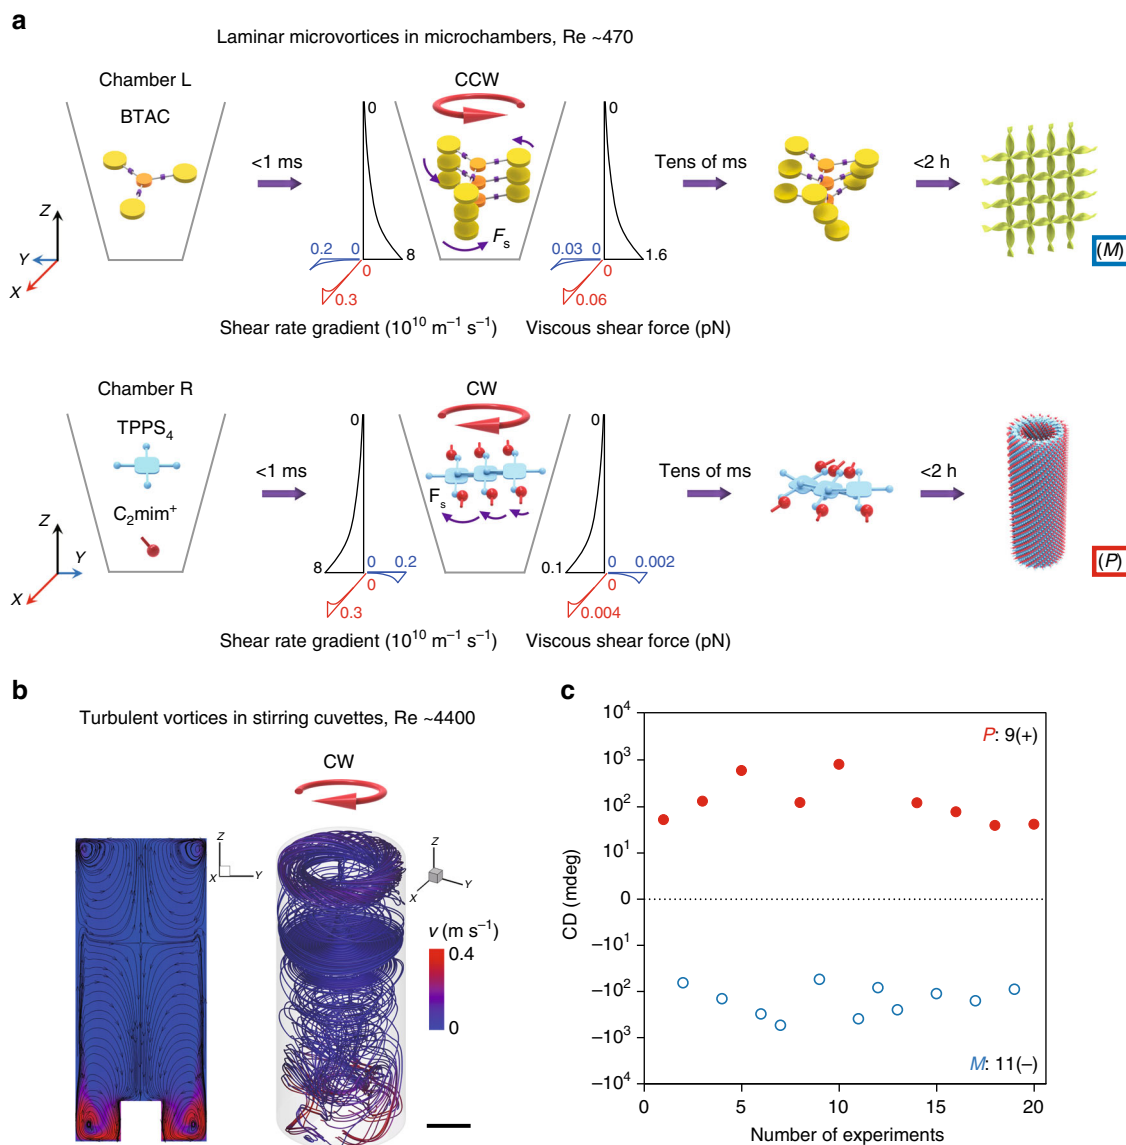 a
Laminar microvortices in microchambers, Re ~470
Chamber L
BTAC
<1 ms
CCW
0
0
Tens of ms
<2 h
Z
Y
X
F_s
0.2 0
8
0
0.3
0.03 0
1.6
0
0.06
(M)
Shear rate gradient (10^10 m^−1 s^−1)
Viscous shear force (pN)
Chamber R
TPPS_4
C_2mim^+
<1 ms
CW
0
0
F_s
Tens of ms
<2 h
Z
Y
X
8
0 0.2
0
0.3
0.1
0 0.002
0
0.004
(P)
Shear rate gradient (10^10 m^−1 s^−1)
Viscous shear force (pN)
b
Turbulent vortices in stirring cuvettes, Re ~4400
CW
Z
X
Y
Z
X
Y
v (m s^−1)
0.4
0
c
10^4
10^3
10^2
10^1
0
−10^1
−10^2
−10^3
−10^4
CD (mdeg)
P: 9(+)
M: 11(−)
0 5 10 15 20
Number of experiments